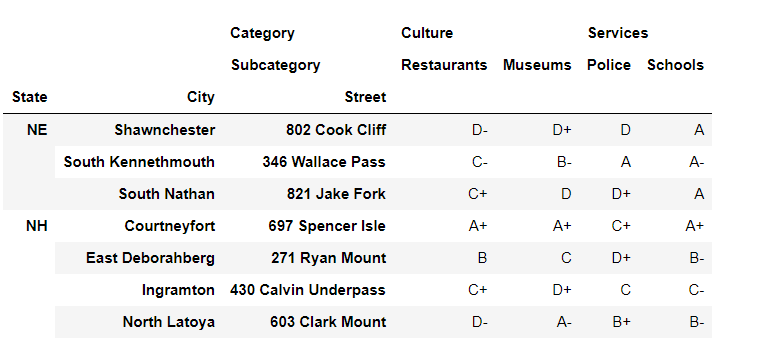 Category Culture Services
Subcategory Restaurants Museums Police Schools
State City Street
NE Shawnchester 802 Cook Cliff D- D+ D A
South Kennethmouth 346 Wallace Pass C- B- A A-
South Nathan 821 Jake Fork C+ D D+ A
NH Courtneyfort 697 Spencer Isle A+ A+ C+ A+
East Deborahberg 271 Ryan Mount B C D+ B-
Ingramton 430 Calvin Underpass C+ D+ C C-
North Latoya 603 Clark Mount D- A- B+ B-